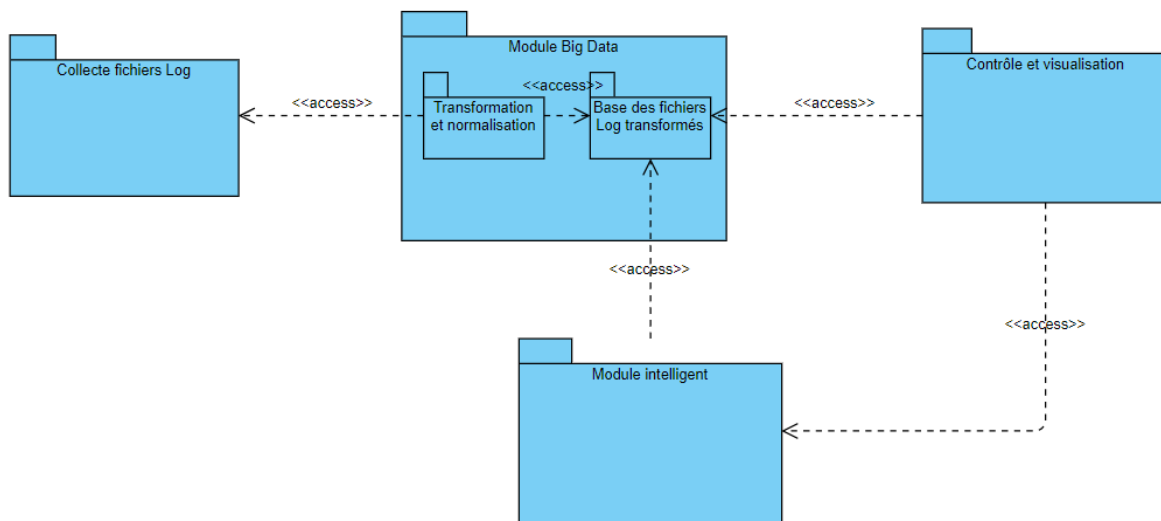 Module Big Data
Collecte fichiers Log
Contrôle et visualisation
<<access>>
<<access>>
<<access>>
Transformation
et normalisation
Base des fichiers
Log transformés
<<access>>
<<access>>
Module intelligent